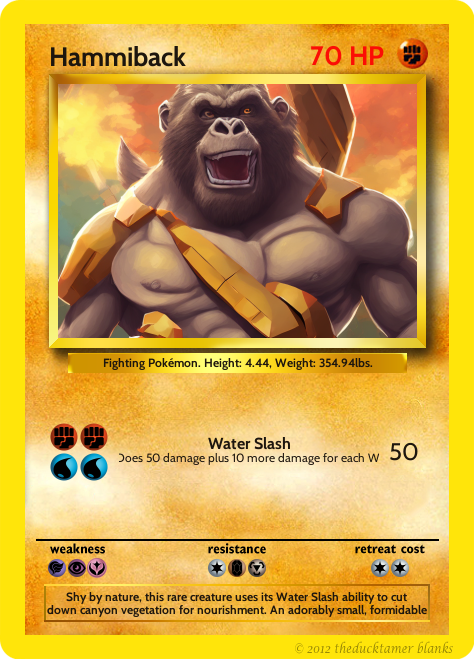 Hammiback
70 HP
Fighting Pokémon. Height: 4.44, Weight: 354.94lbs.
Water Slash
Does 50 damage plus 10 more damage for each W
50
weakness
resistance
retreat cost
Shy by nature, this rare creature uses its Water Slash ability to cut
down canyon vegetation for nourishment. An adorably small, formidable
© 2012 theducktamer blanks